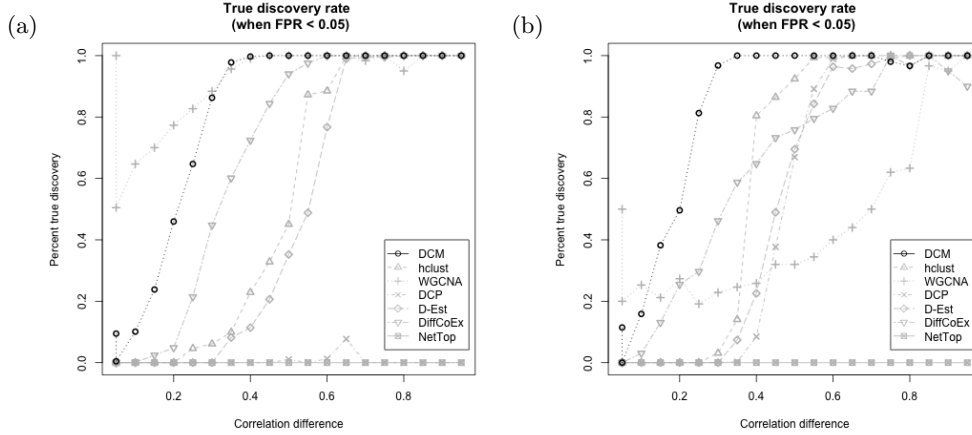 (a)
True discovery rate
(when FPR < 0.05)
Percent true discovery
1.0
0.8
0.6
0.4
0.2
0.0
DCM
hclust
WGCNA
DCP
D-Est
DiffCoEx
NetTop
0.2
0.4
0.6
0.8
Correlation difference
(b)
True discovery rate
(when FPR < 0.05)
Percent true discovery
1.0
0.8
0.6
0.4
0.2
0.0
DCM
hclust
WGCNA
DCP
D-Est
DiffCoEx
NetTop
0.2
0.4
0.6
0.8
Correlation difference